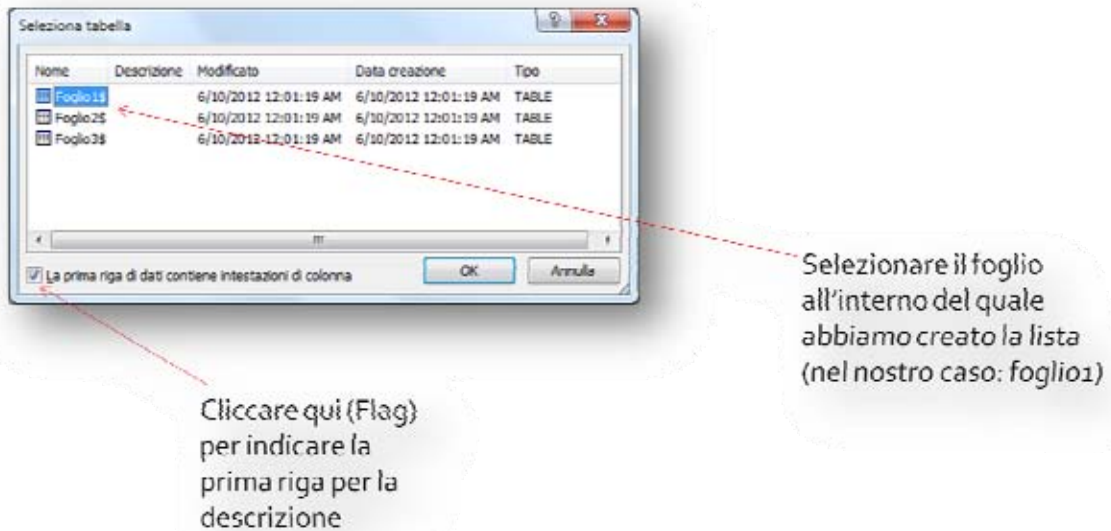 Seleziona tabella
Nome Descrizione Modificato Data creazione Tipo
Foglio1$ 6/10/2012 12:01:19 AM 6/10/2012 12:01:19 AM TABLE
Foglio2$ 6/10/2012 12:01:19 AM 6/10/2012 12:01:19 AM TABLE
Foglio3$ 6/10/2012 12:01:19 AM 6/10/2012 12:01:19 AM TABLE
La prima riga di dati contiene intestazioni di colonna OK Annulla
Selezionare il foglio
all'interno del quale
abbiamo creato la lista
(nel nostro caso: foglio1)
Cliccare qui (Flag)
per indicare la
prima riga per la
descrizione